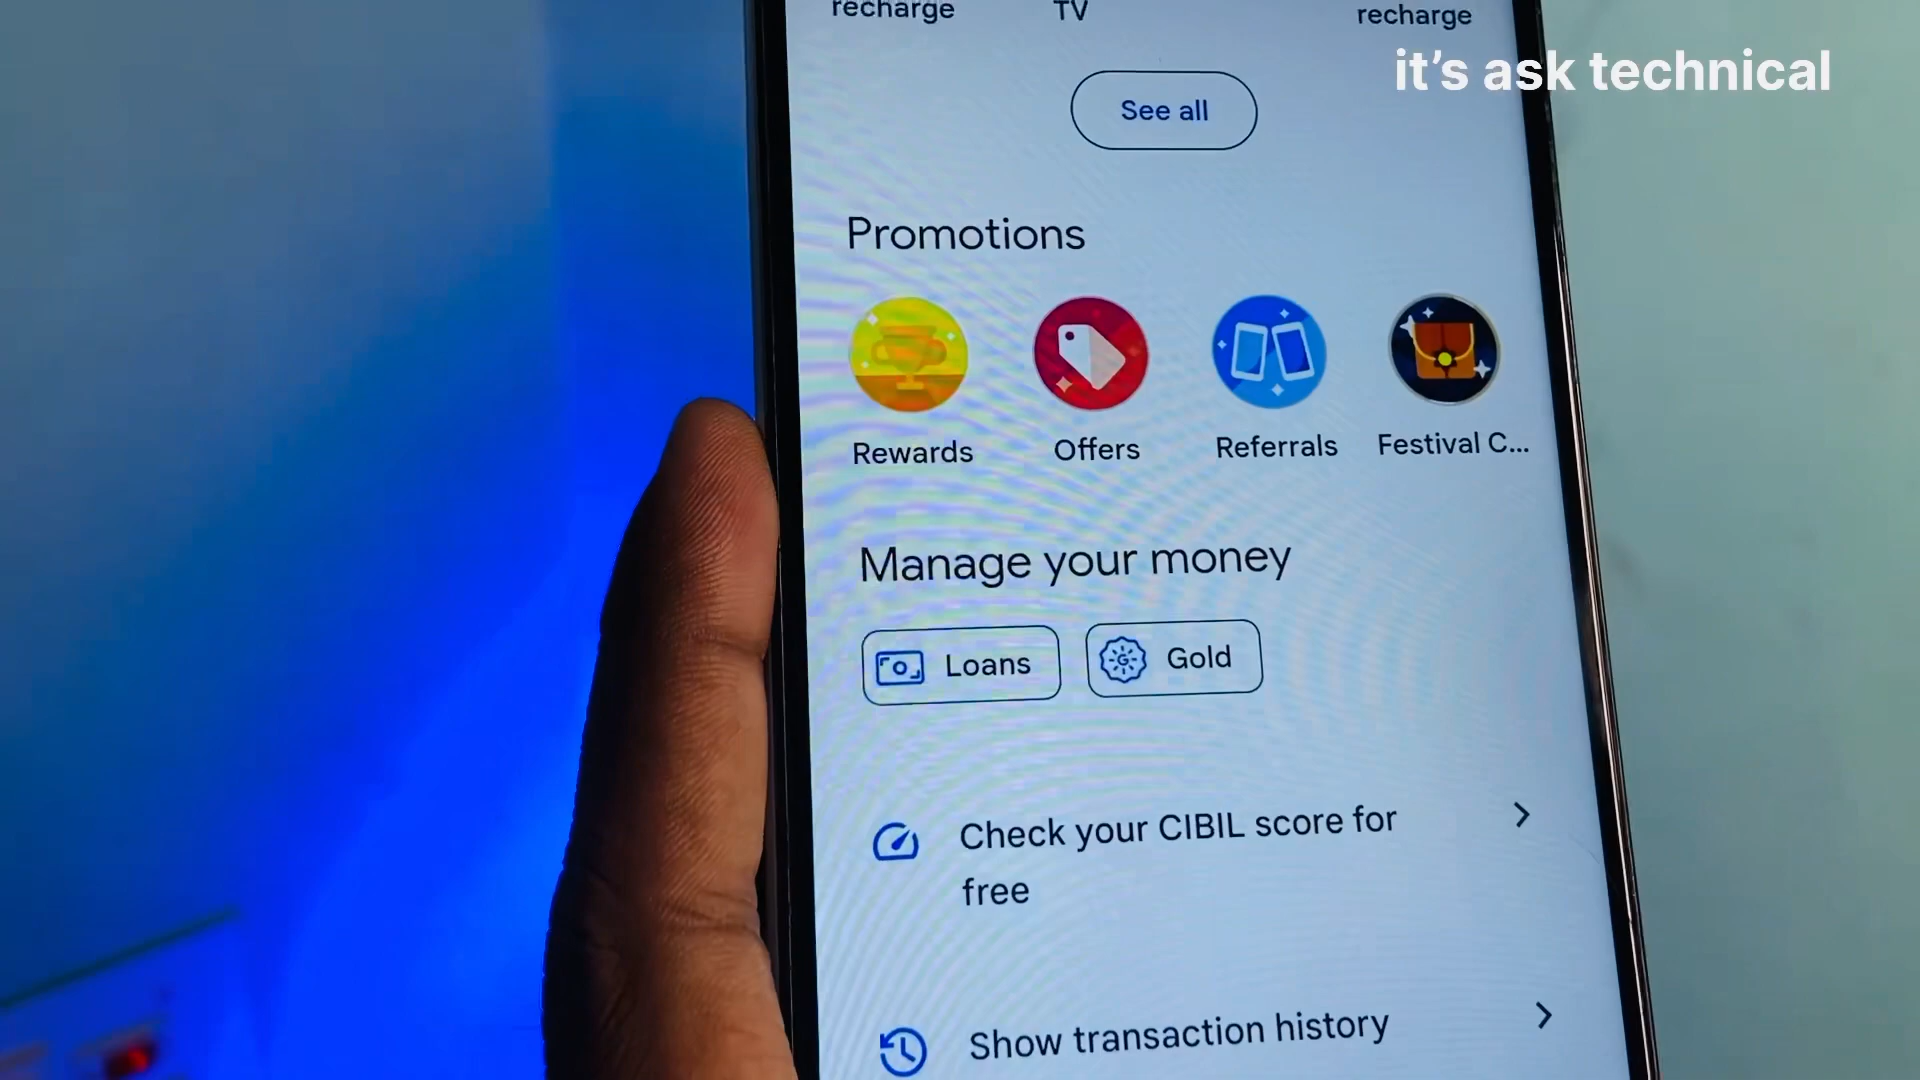 recharge
TV
recharge
it's ask technical
See all
Promotions
Rewards
Offers
Referrals
Festival C...
Manage your money
Loans
Gold
Check your CIBIL score for
free
Show transaction history